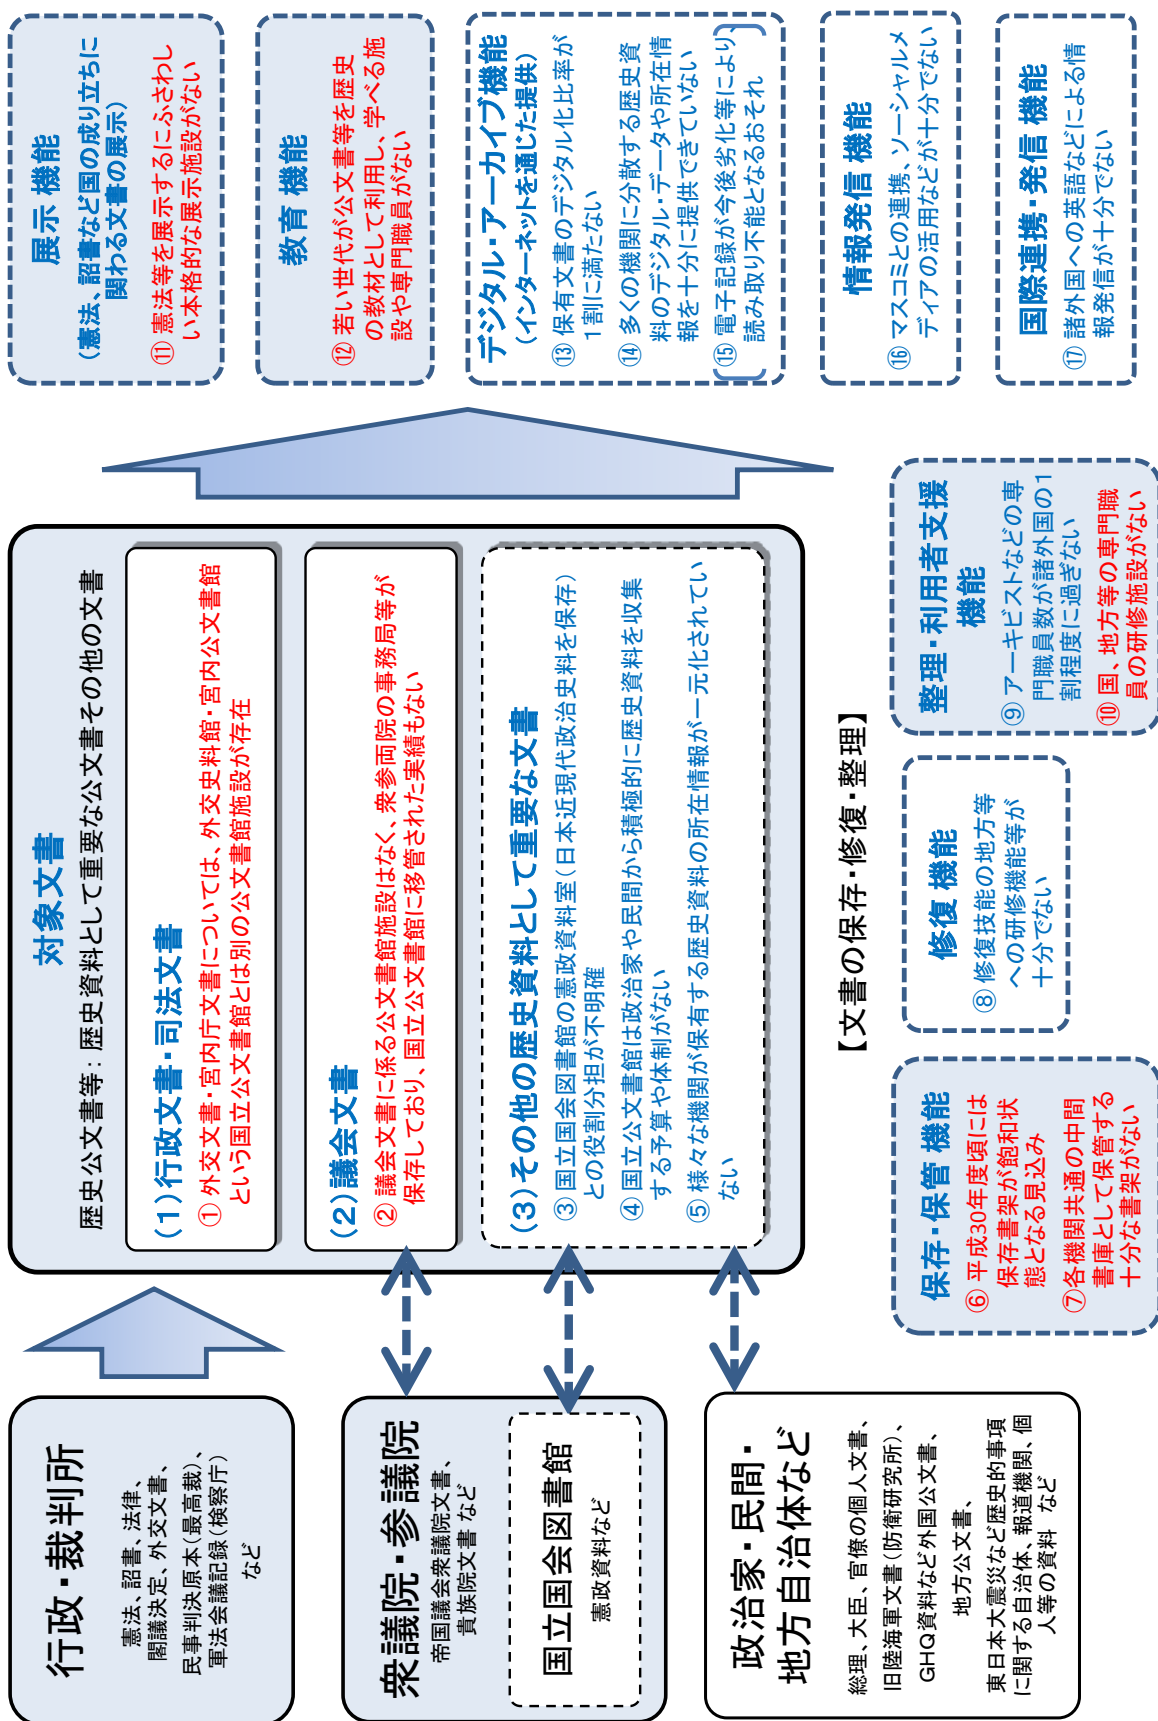 行政・裁判所
憲法、詔書、法律、
閣議決定、外交文書、
民事判決原本（最高裁）、
軍法会議記録（検察庁）
など
衆議院・参議院
帝国議会衆議院文書、
貴族院文書 など
国立国会図書館
憲政資料など
政治家・民間・
地方自治体など
総理、大臣、官僚の個人文書、
旧陸海軍文書（防衛研究所）、
GHQ資料など外国公文書、
地方公文書、
東日本大震災など歴史的事項
に関する自治体、報道機関、個
人等の資料 など
対象文書
歴史公文書等：歴史資料として重要な公文書その他の文書
（１）行政文書・司法文書
① 外交文書・宮内庁文書については、外交史料館・宮内公文書館
という国立公文書館とは別の公文書館施設が存在
（２）議会文書
② 議会文書に係る公文書館施設はなく、衆参両院の事務局等が
保存しており、国立公文書館に移管された実績もない
（３）その他の歴史資料として重要な文書
③ 国立国会図書館の憲政資料室（日本近現代政治史料を保存）
との役割分担が不明確
④ 国立公文書館は政治家や民間から積極的に歴史資料を収集
する予算や体制がない
⑤ 様々な機関が保有する歴史資料の所在情報が一元化されてい
ない
【文書の保存・修復・整理】
保存・保管 機能
⑥ 平成30年度頃には
保存書架が飽和状
態となる見込み
⑦各機関共通の中間
書庫として保管する
十分な書架がない
修復 機能
⑧ 修復技能の地方等
への研修機能等が
十分でない
整理・利用者支援
機能
⑨ アーキビストなどの専
門職員数が諸外国の１
割程度に過ぎない
⑩ 国、地方等の専門職
員の研修施設がない
展示 機能
（憲法、詔書など国の成り立ちに
関わる文書の展示）
⑪ 憲法等を展示するにふさわし
い本格的な展示施設がない
教育 機能
⑫ 若い世代が公文書等を歴史
の教材として利用し、学べる施
設や専門職員がない
デジタル・アーカイブ機能
（インターネットを通じた提供）
⑬ 保有文書のデジタル化比率が
１割に満たない
⑭ 多くの機関に分散する歴史資
料のデジタル・データや所在情
報を十分に提供できていない
⑮ 電子記録が今後劣化等により、
読み取り不能となるおそれ
情報発信 機能
⑯ マスコミとの連携、ソーシャルメ
ディアの活用などが十分でない
国際連携・発信 機能
⑰ 諸外国への英語などによる情
報発信が十分でない